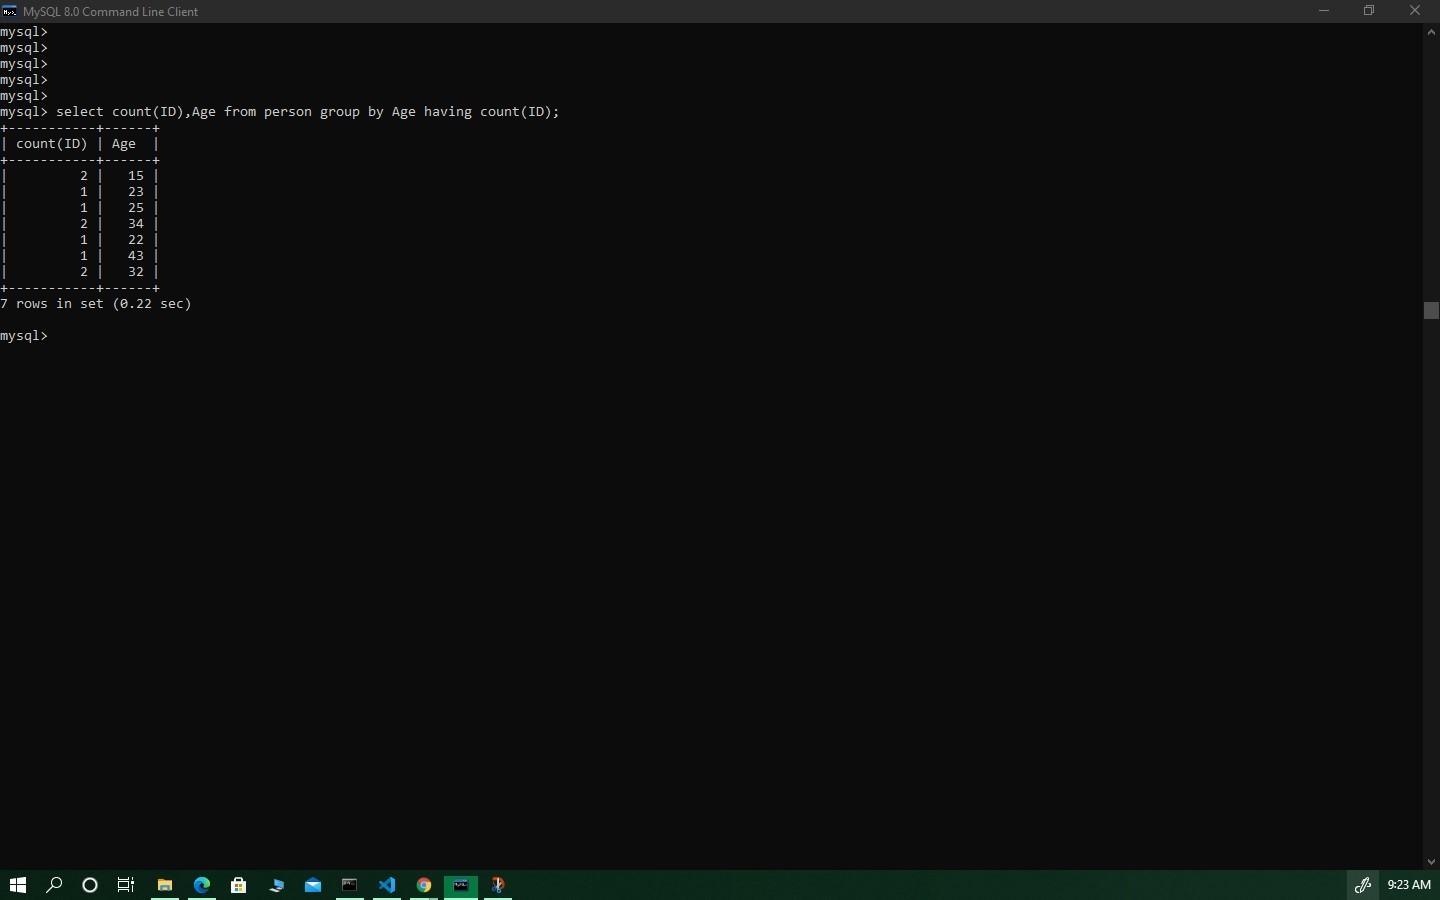 MySQL 8.0 Command Line Client
mysql>
mysql>
mysql>
mysql>
mysql>
mysql> select count(ID),Age from person group by Age having count(ID);
+-----------+------+
| count(ID) | Age  |
+-----------+------+
|         2 |   15 |
|         1 |   23 |
|         1 |   25 |
|         2 |   34 |
|         1 |   22 |
|         1 |   43 |
|         2 |   32 |
+-----------+------+
7 rows in set (0.22 sec)
mysql>
9:23 AM